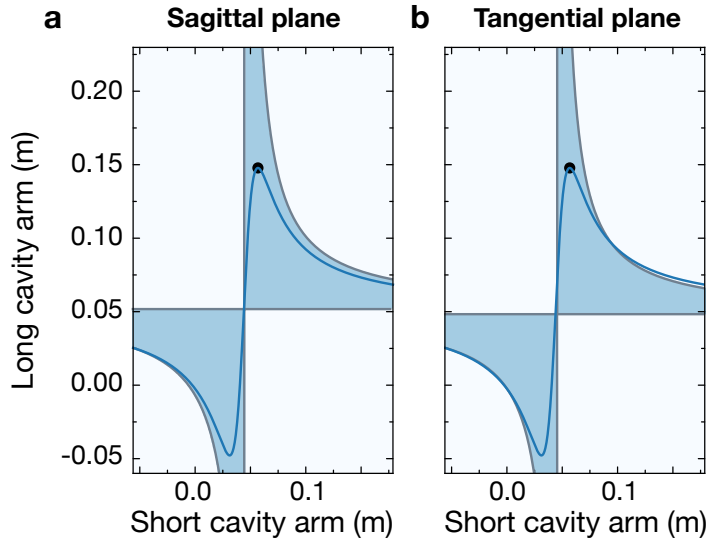 a Sagittal plane
b Tangential plane
Long cavity arm (m)
0.20
0.15
0.10
0.05
0.00
-0.05
0.0 0.1
0.0 0.1
Short cavity arm (m)
Short cavity arm (m)